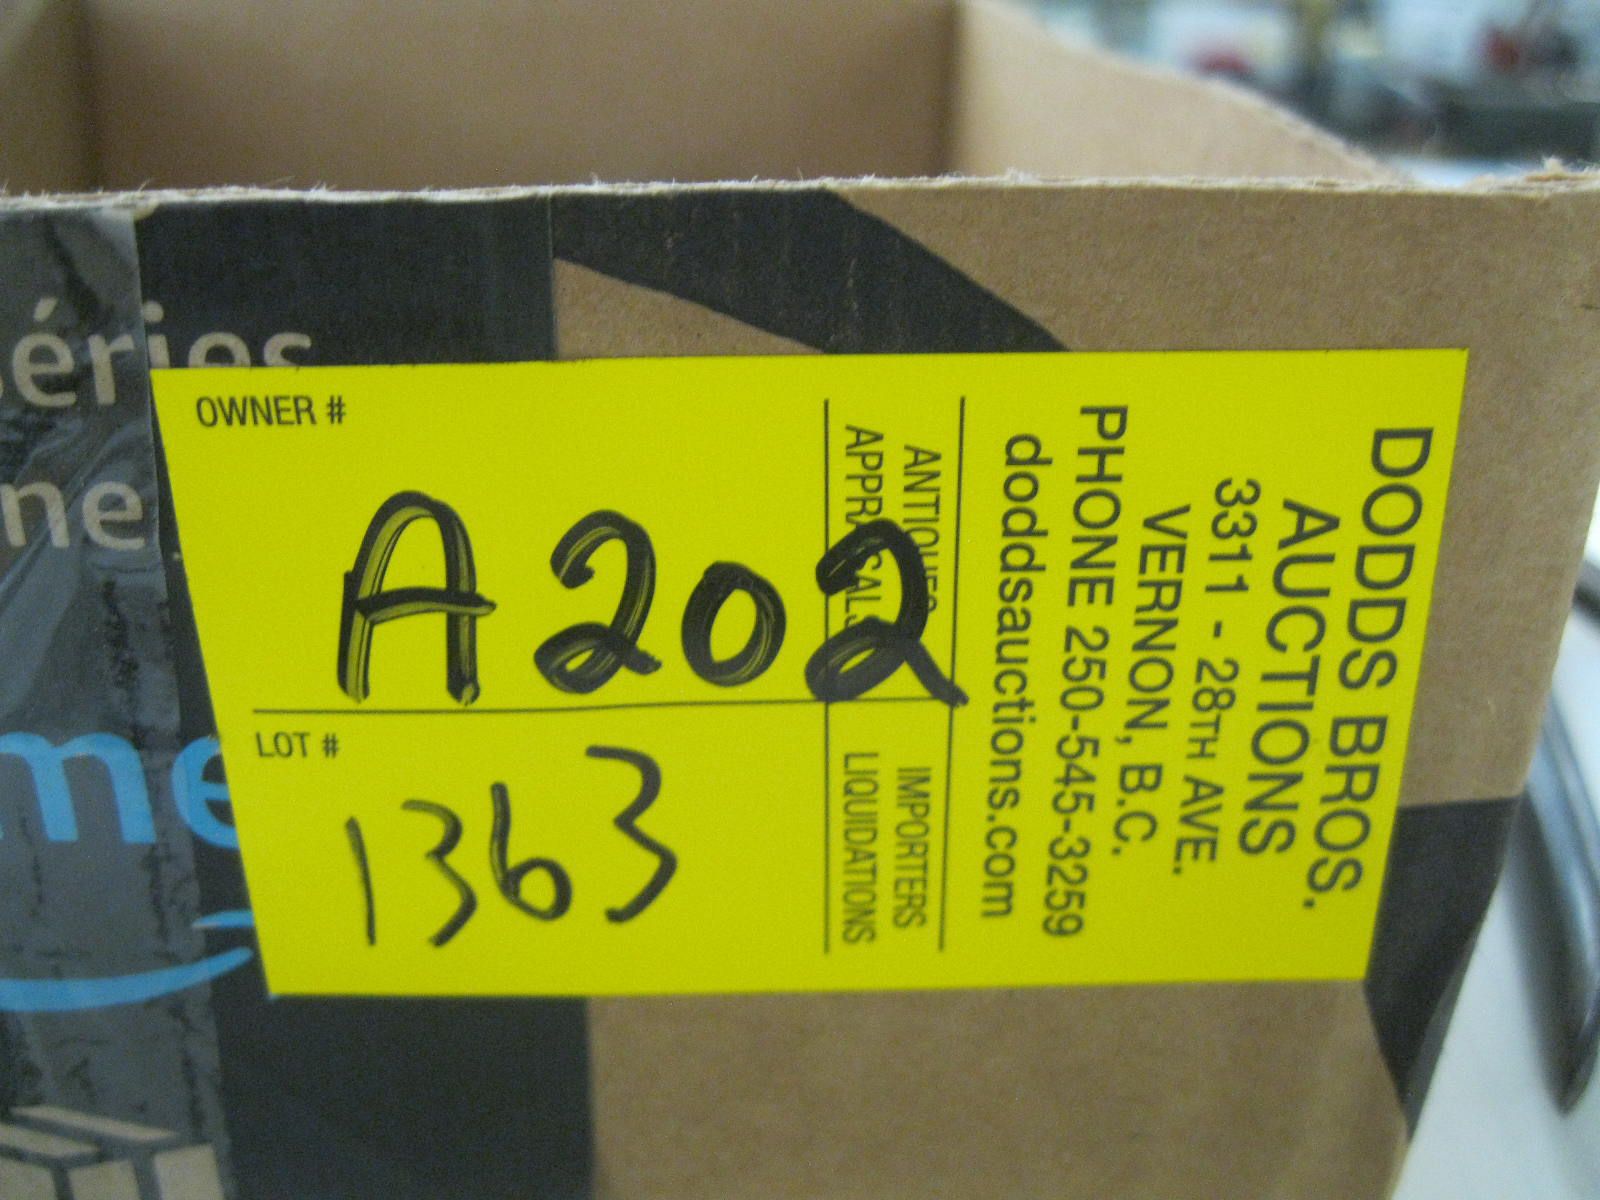 séries
ne,
me
OWNER #
A202
LOT #
1363
ANTIQUES
APPRAISALS
IMPORTERS
LIQUIDATIONS
DODDS BROS.
AUCTIONS
3311 - 28TH AVE.
VERNON, B.C.
PHONE 250-545-3259
doddsauctions.com